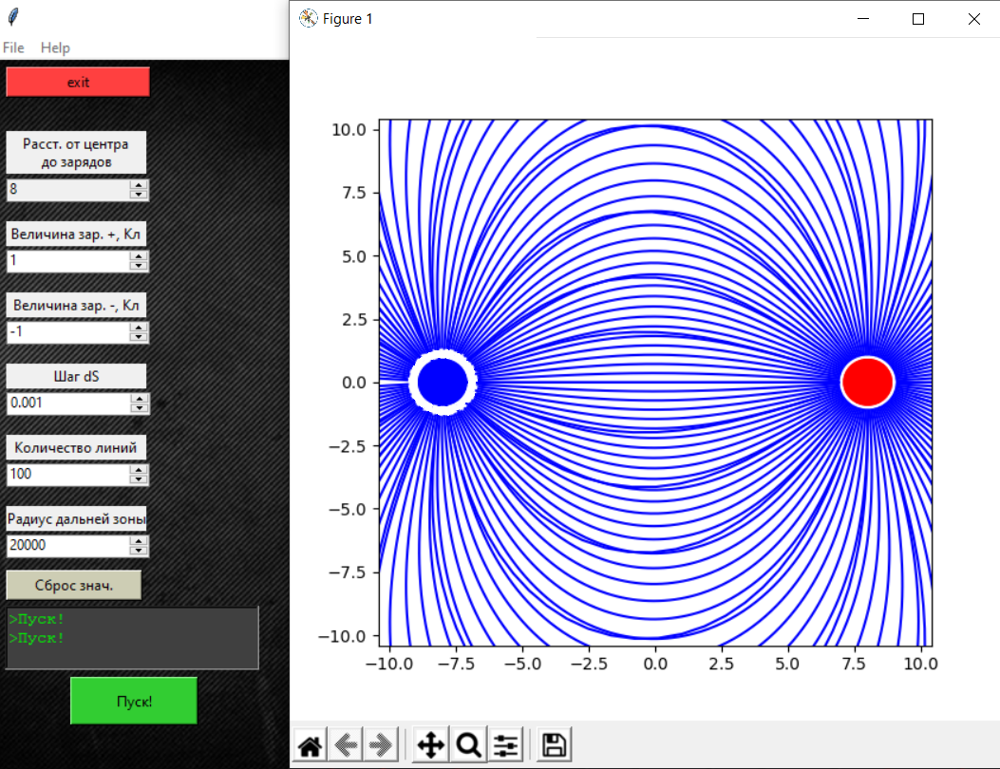 Figure 1
File Help
exit
Расст. от центра
до зарядов
8
Величина зар. +, Кл
1
Величина зар. -, Кл
-1
Шаг dS
0.001
Количество линий
100
Радиус дальней зоны
20000
Сброс знач.
>Пуск!
>Пуск!
Пуск!
10.0
7.5
5.0
2.5
0.0
−2.5
−5.0
−7.5
−10.0
−10.0 −7.5 −5.0 −2.5 0.0 2.5 5.0 7.5 10.0